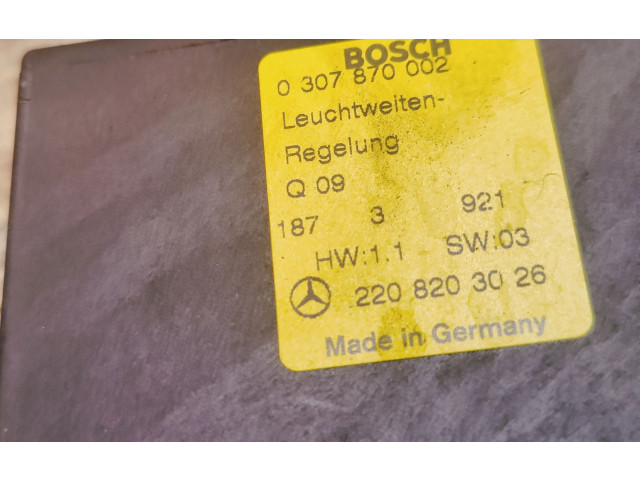 BOSCH
0 307 870 002
Leuchtweiten-
Regelung
Q 09
187 3 921
HW:1.1 SW:03
220 820 30 26
Made in Germany